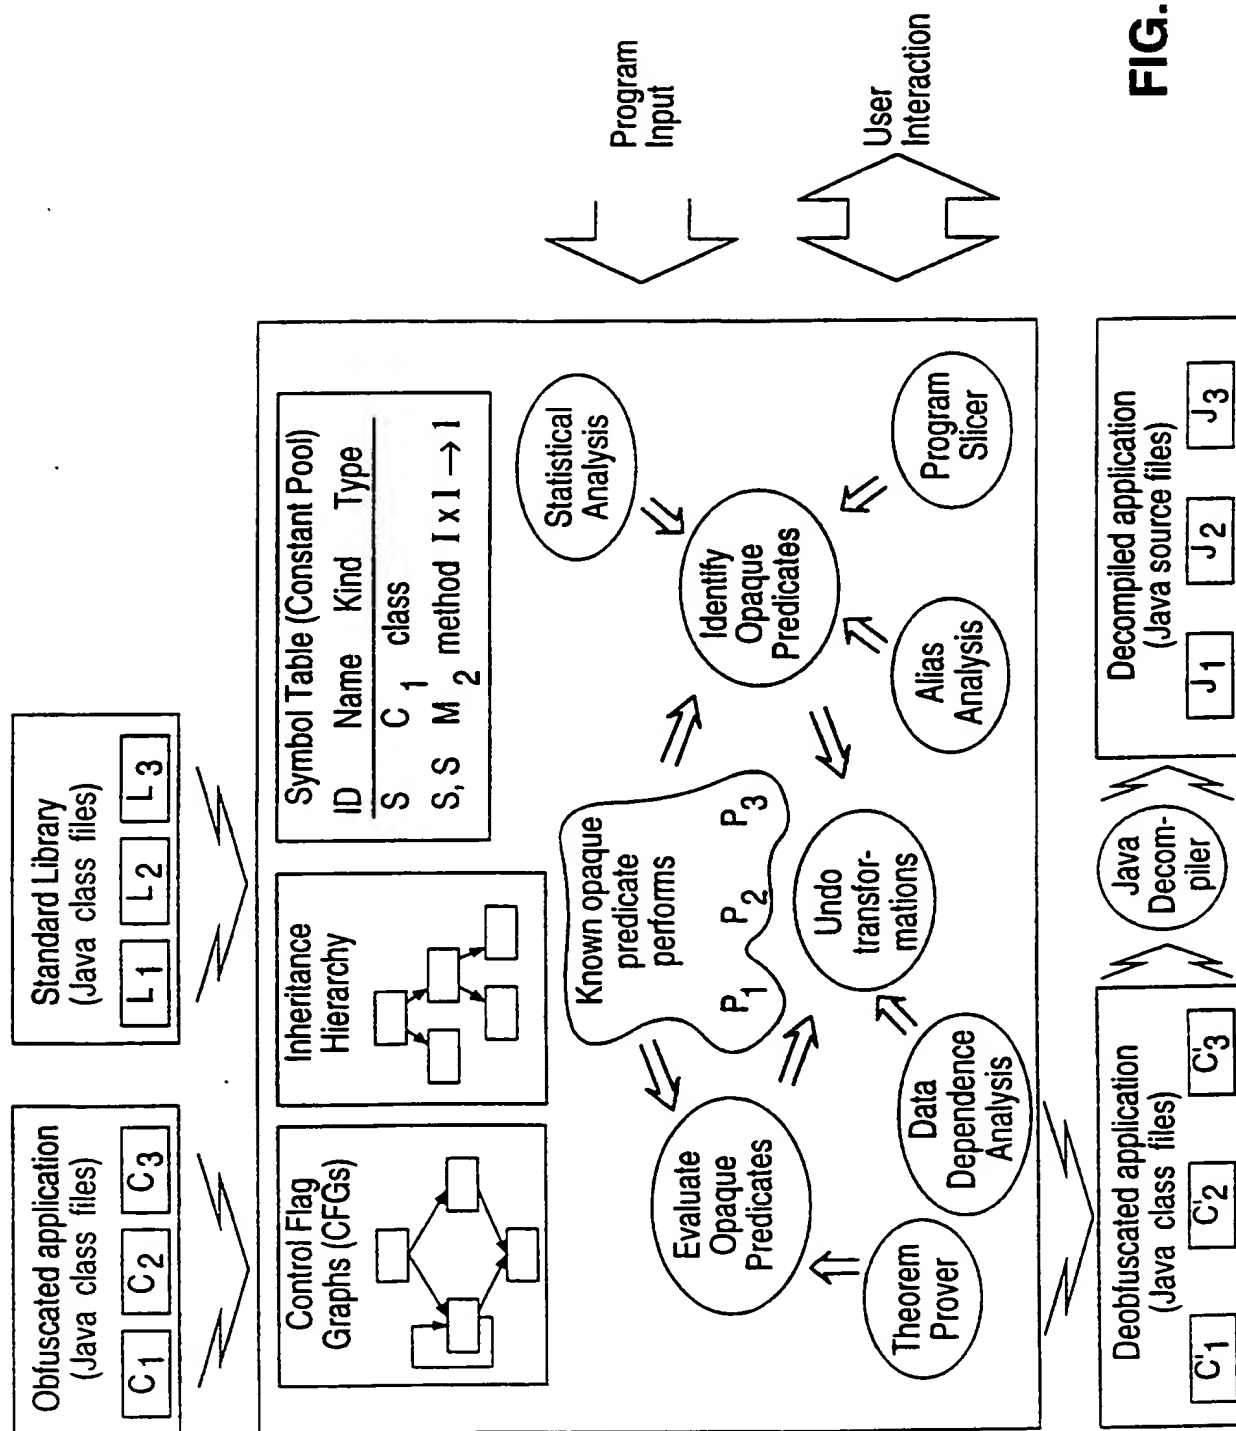 Obfuscated application
(Java class files)
C1 C2 C3
Standard Library
(Java class files)
L1 L2 L3
Control Flag
Graphs (CFGs)
Inheritance
Hierarchy
Symbol Table (Constant Pool)
ID Name Kind Type
S C1 class
S, S M2 method I x I → I
Program
Input
User
Interaction
Known opaque
predicate
performs
P1 P2 P3
Evaluate
Opaque
Predicates
Identify
Opaque
Predicates
Statistical
Analysis
Theorem
Prover
Data
Dependence
Analysis
Undo
transfor-
mations
Alias
Analysis
Program
Slicer
Deobfuscated application
(Java class files)
C'1 C'2 C'3
Java
Decom-
piler
Decompiled application
(Java source files)
J1 J2 J3
FIG.